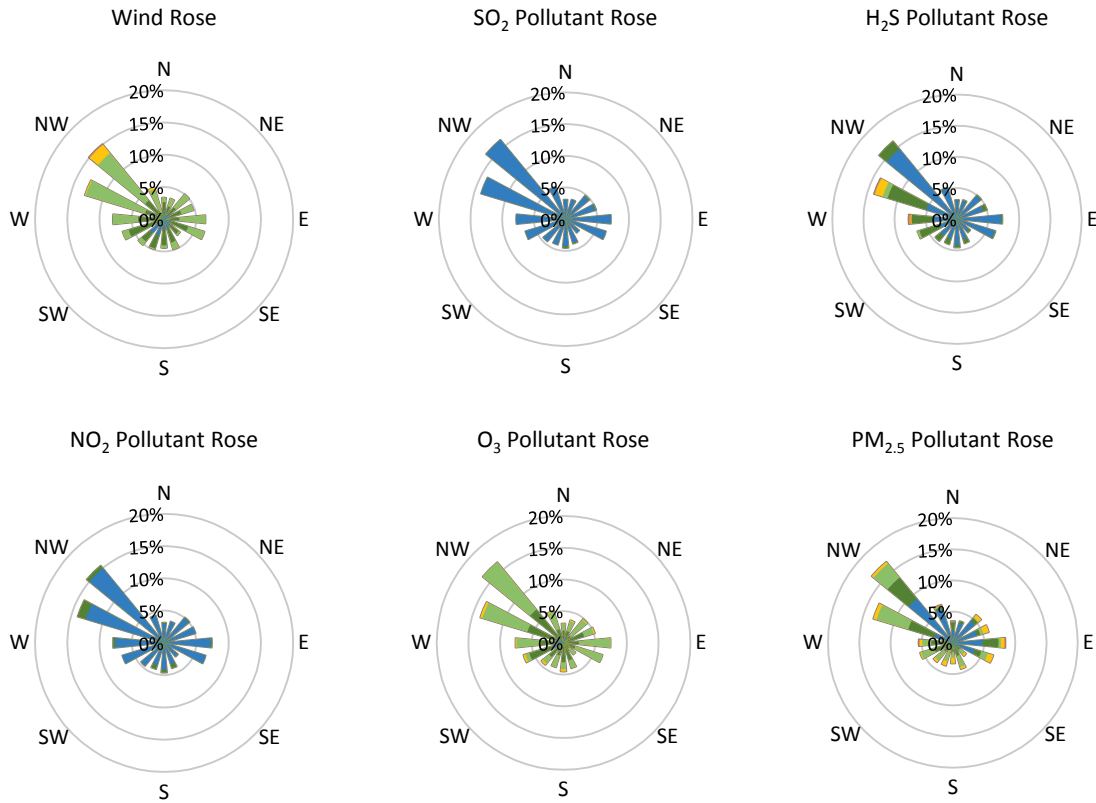 Wind Rose
N
20%
15%
10%
5%
0%
NW
NE
W
E
SW
SE
S
SO₂ Pollutant Rose
N
20%
15%
10%
5%
0%
NW
NE
W
E
SW
SE
S
H₂S Pollutant Rose
N
20%
15%
10%
5%
0%
NW
NE
W
E
SW
SE
S
NO₂ Pollutant Rose
N
20%
15%
10%
5%
0%
NW
NE
W
E
SW
SE
S
O₃ Pollutant Rose
N
20%
15%
10%
5%
0%
NW
NE
W
E
SW
SE
S
PM₂.₅ Pollutant Rose
N
20%
15%
10%
5%
0%
NW
NE
W
E
SW
SE
S